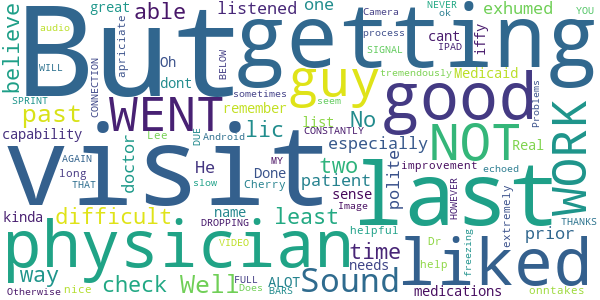 great able listened one exhumed Camera NEVER ok YOU
believe But getting process IPAD iffy
audio WILL CONNECTION apriciate Oh BELOW SIGNAL cant
SPRINT dont sometimes guy tremendously Medicaid
past WENT remember No seem good Problems
capability DUE lic list CONSTANTLY NOT WORK
AGAIN THAT doctor Lee Android He MY especially improvement Real
long visit Done Cherry two patient polite last echoed
kinda slow sense Image HOWEVER extremely THANKS
difficult name DROPPING least time helpful Dr prior
way physician VIDEO needs help liked
check Well FULL ALOT Sound freezing
Otherwise nice Does BARS medications onntakes